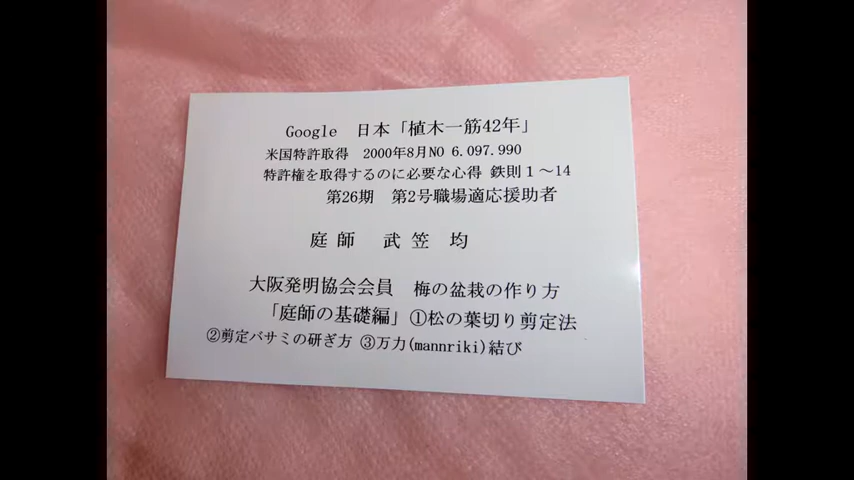 Google　日本「植木一筋42年」
米国特許取得　2000年8月NO 6.097.990
特許権を取得するのに必要な心得 鉄則１～14
第26期　第2号職場適応援助者
庭師　武笠　均
大阪発明協会会員　梅の盆栽の作り方
「庭師の基礎編」①松の葉切り剪定法
②剪定バサミの研ぎ方 ③万力(mannriki)結び